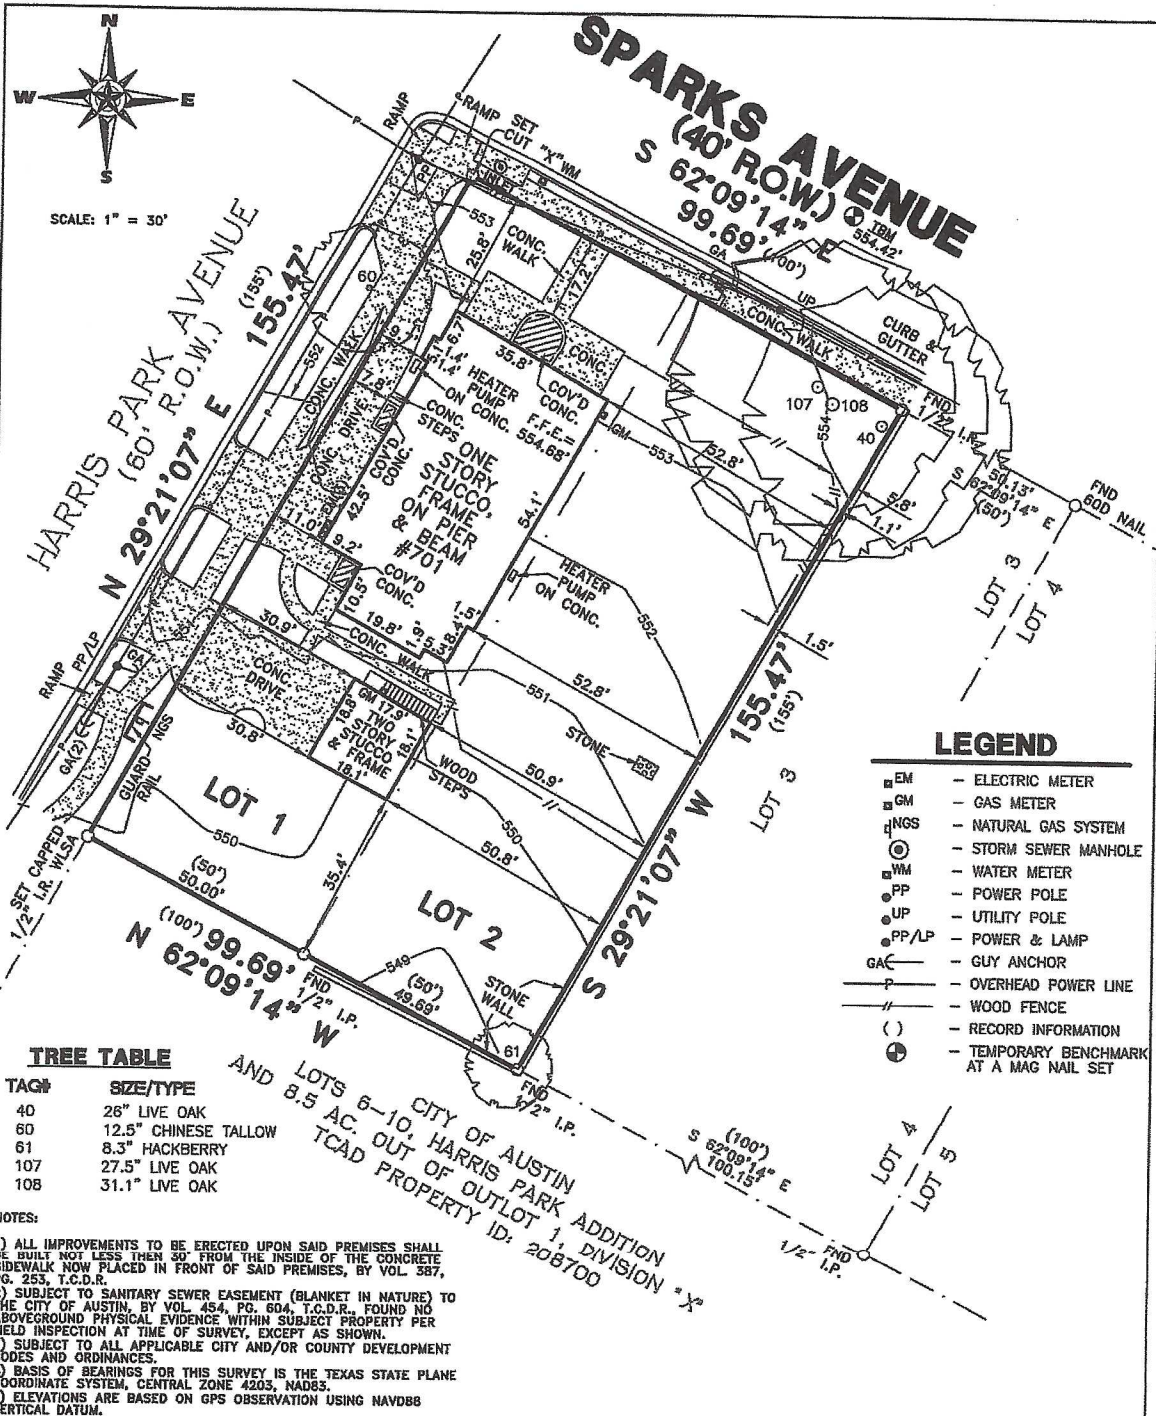 N
W
E
S
SCALE: 1" = 30'
SPARKS AVENUE
(40' R.O.W.)
S 62°09'14" E
99.69' (100')
TBM
554.42'
HARRIS PARK AVENUE
(60' R.O.W.)
N 29°21'07" E
155.47'
(155')
RAMP
RAMP
SET
CUT "X"
WM
INLET
PP
553
25.8'
CONC.
WALK
17.2'
GA
UP
CURB &
GUTTER
CONC. WALK
60
552
CONC. WALK
9.7'
7.8'
CONC. DRIVE
6.7'
35.8'
CONC.
COV'D
CONC.
1.4'
HEATER
PUMP
ON CONC.
F.F.E.=
554.68'
CONC.
STEPS
COV'D
CONC.
GM
ONE
STORY
STUCCO,
FRAME
ON PIER
& BEAM
#701
42.5'
54.1'
107
108
40
554
553
52.8'
FND
1/2" I.R.
5.8'
1.1'
50.13'
S 62°09'14" E
(50')
FND
60D NAIL
LOT 3
LOT 4
11.0'
9.2'
COV'D
CONC.
10.5'
19.8'
1.9'
5.3'
8.4'
1.5'
HEATER
PUMP
ON CONC.
552
1.5'
155.47'
(155')
S 29°21'07" W
LOT 3
30.9'
CONC. WALK
CONC.
DRIVE
551
52.8'
STONE
RAMP
PP/LP
GA
GA(2)
NGS
GUARD
RAIL
30.8'
GM
17.9'
18.8'
TWO
STORY
STUCCO
& FRAME
18.1'
18.1'
WOOD
STEPS
50.9'
550
50.8'
LOT 1
550
35.4'
LOT 2
SET CAPPED
1/2" I.R. WLSA
(50')
50.00'
(100') 99.69'
N 62°09'14" W
FND
1/2" I.P.
549
(50')
49.69'
STONE
WALL
61
FND
1/2" I.P.
CITY OF AUSTIN
LOTS 6-10, HARRIS PARK ADDITION
AND 8.5 AC. OUT OF OUTLOT 1, DIVISION "X"
TCAD PROPERTY ID: 208700
(100')
S 62°09'14" E
100.15'
LOT 4
LOT 5
FND
1/2" I.P.
LEGEND
EM – ELECTRIC METER
GM – GAS METER
NGS – NATURAL GAS SYSTEM
– STORM SEWER MANHOLE
WM – WATER METER
PP – POWER POLE
UP – UTILITY POLE
PP/LP – POWER & LAMP
GA – GUY ANCHOR
P – OVERHEAD POWER LINE
// – WOOD FENCE
( ) – RECORD INFORMATION
– TEMPORARY BENCHMARK
AT A MAG NAIL SET
TREE TABLE
TAG# SIZE/TYPE
40 26" LIVE OAK
60 12.5" CHINESE TALLOW
61 8.3" HACKBERRY
107 27.5" LIVE OAK
108 31.1" LIVE OAK
NOTES:
) ALL IMPROVEMENTS TO BE ERECTED UPON SAID PREMISES SHALL
BE BUILT NOT LESS THEN 30' FROM THE INSIDE OF THE CONCRETE
SIDEWALK NOW PLACED IN FRONT OF SAID PREMISES, BY VOL. 387,
PG. 253, T.C.D.R.
) SUBJECT TO SANITARY SEWER EASEMENT (BLANKET IN NATURE) TO
THE CITY OF AUSTIN, BY VOL. 454, PG. 604, T.C.D.R., FOUND NO
ABOVEGROUND PHYSICAL EVIDENCE WITHIN SUBJECT PROPERTY PER
FIELD INSPECTION AT TIME OF SURVEY, EXCEPT AS SHOWN.
) SUBJECT TO ALL APPLICABLE CITY AND/OR COUNTY DEVELOPMENT
CODES AND ORDINANCES.
) BASIS OF BEARINGS FOR THIS SURVEY IS THE TEXAS STATE PLANE
COORDINATE SYSTEM, CENTRAL ZONE 4203, NAD83.
) ELEVATIONS ARE BASED ON GPS OBSERVATION USING NAVD88
VERTICAL DATUM.